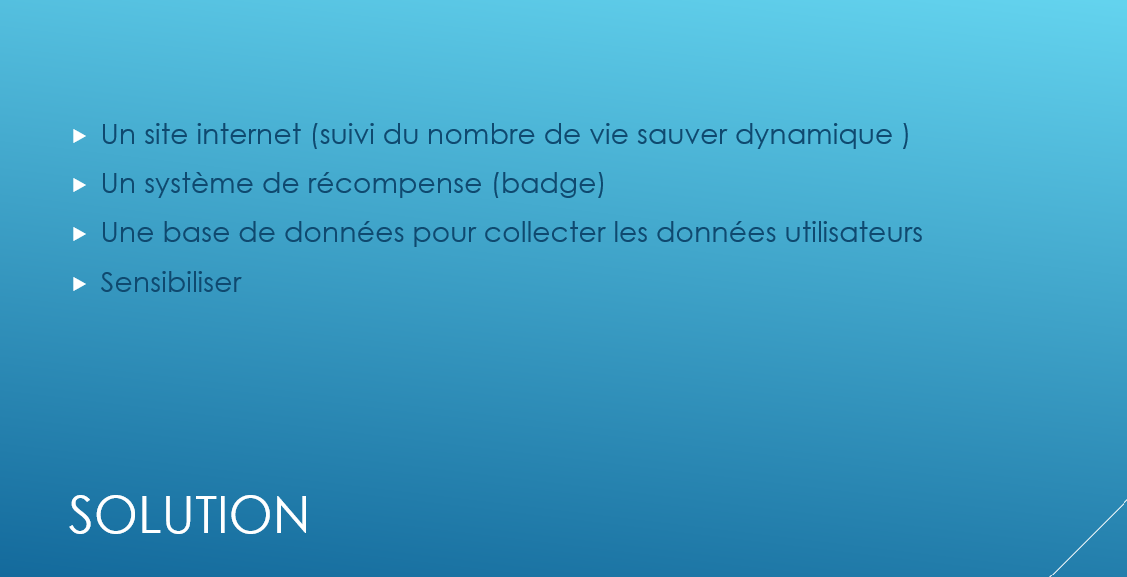 Un site internet (suivi du nombre de vie sauver dynamique )
Un système de récompense (badge)
Une base de données pour collecter les données utilisateurs
Sensibiliser
SOLUTION